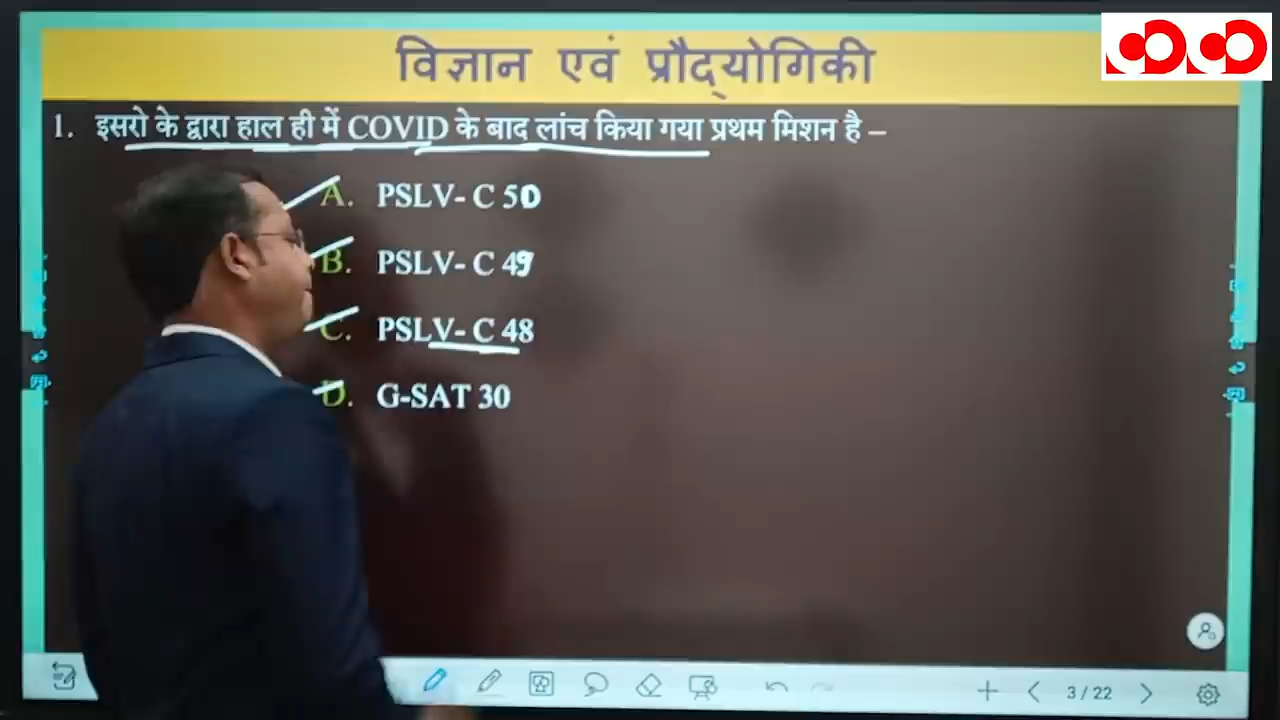 विज्ञान एवं प्रौद्योगिकी
1. इसरो के द्वारा हाल ही में COVID के बाद लांच किया गया प्रथम मिशन है –
A. PSLV- C 50
B. PSLV- C 49
C. PSLV- C 48
D. G-SAT 30
3 / 22